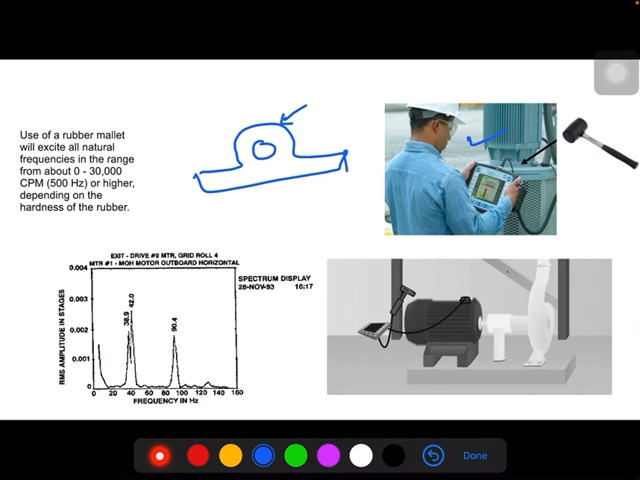 Use of a rubber mallet
will excite all natural
frequencies in the range
from about 0 - 30,000
CPM (500 Hz) or higher,
depending on the
hardness of the rubber.
EXIT - DRIVE #9 MTR, GRID ROLL 4
MTR #1 - MOH MOTOR OUTBOARD HORIZONTAL
SPECTRUM DISPLAY
28-NOV-93 16:17
RMS AMPLITUDE IN STAGES
0.004
0.003
0.002
0.001
0
38.9
42.0
90.4
0 20 40 60 80 100 120 140 160
FREQUENCY IN Hz
Done